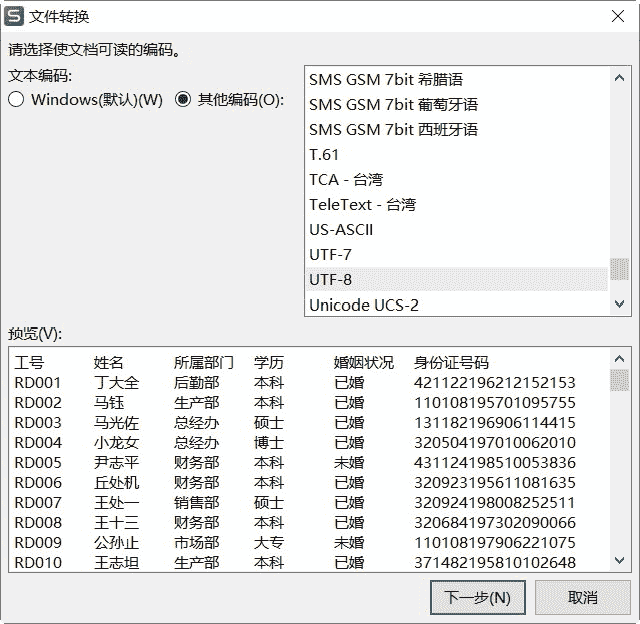 文件转换
请选择使文档可读的编码。
文本编码:
Windows(默认)(W) 其他编码(O):
SMS GSM 7bit 希腊语
SMS GSM 7bit 葡萄牙语
SMS GSM 7bit 西班牙语
T.61
TCA - 台湾
TeleText - 台湾
US-ASCII
UTF-7
UTF-8
Unicode UCS-2
预览(V):
工号 姓名 所属部门 学历 婚姻状况 身份证号码
RD001 丁大全 后勤部 本科 已婚 421122196212152153
RD002 马钰 生产部 本科 已婚 110108195701095755
RD003 马光佐 总经办 硕士 已婚 131182196906114415
RD004 小龙女 总经办 博士 已婚 320504197010062010
RD005 尹志平 财务部 本科 未婚 431124198510053836
RD006 丘处机 财务部 本科 已婚 320923195611081635
RD007 王处一 销售部 硕士 已婚 320924198008252511
RD008 王十三 财务部 本科 已婚 320684197302090066
RD009 公孙止 市场部 大专 未婚 110108197906221075
RD010 王志坦 生产部 本科 已婚 371482195810102648
下一步(N) 取消